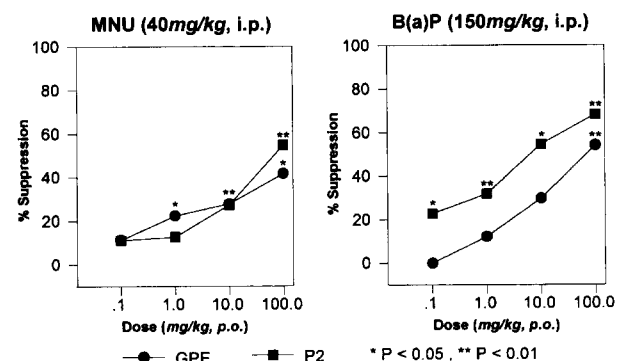 MNU (40mg/kg, i.p.)
100
80
60
40
20
0
% Suppression
*
**
**
*
.1 1.0 10.0 100.0
Dose (mg/kg, p.o.)
B(a)P (150mg/kg, i.p.)
100
80
60
40
20
0
% Suppression
*
**
*
**
**
.1 1.0 10.0 100.0
Dose (mg/kg, p.o.)
GPE P2 * P < 0.05 , ** P < 0.01